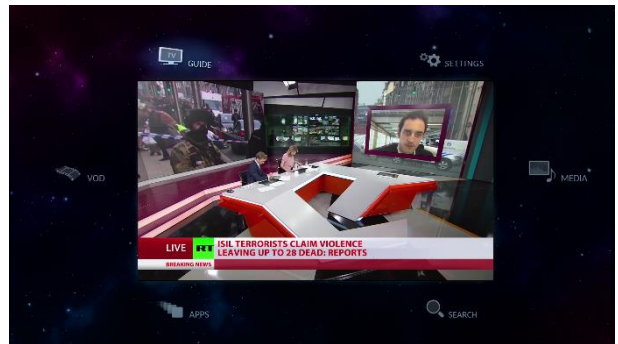 TV
GUIDE
SETTINGS
VOD
MEDIA
LIVE RT ISIL TERRORISTS CLAIM VIOLENCE
LEAVING UP TO 28 DEAD: REPORTS
BREAKING NEWS
APPS
SEARCH